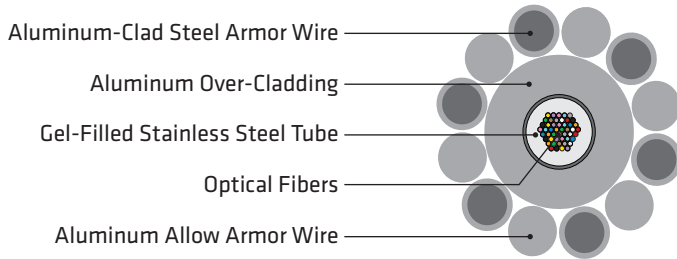 Aluminum-Clad Steel Armor Wire
Aluminum Over-Cladding
Gel-Filled Stainless Steel Tube
Optical Fibers
Aluminum Allow Armor Wire